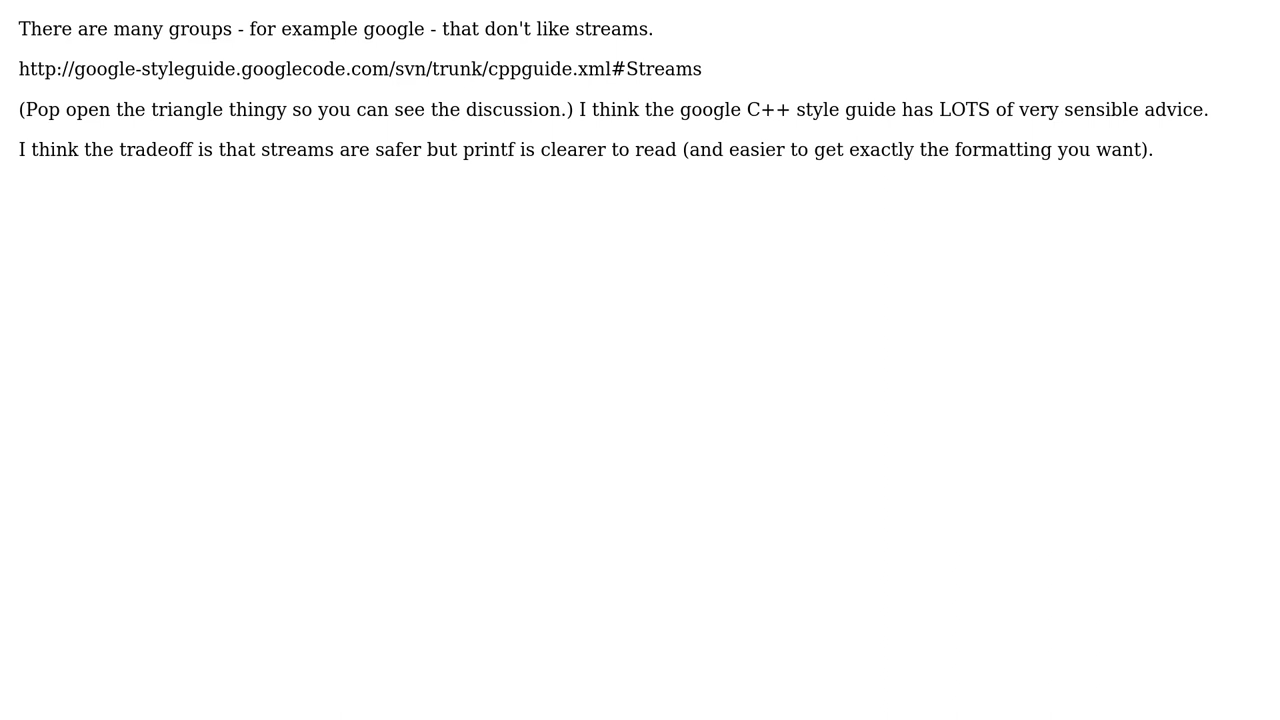 There are many groups - for example google - that don't like streams.
http://google-styleguide.googlecode.com/svn/trunk/cppguide.xml#Streams
(Pop open the triangle thingy so you can see the discussion.) I think the google C++ style guide has LOTS of very sensible advice.
I think the tradeoff is that streams are safer but printf is clearer to read (and easier to get exactly the formatting you want).